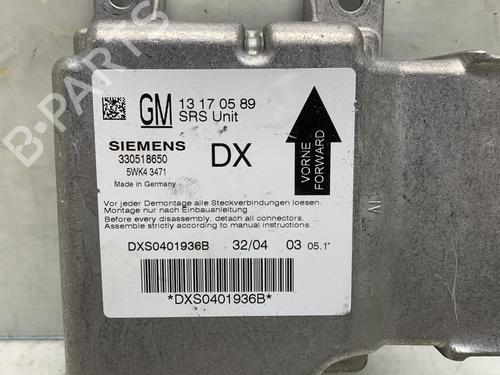 GM 13 17 05 89
SRS Unit
SIEMENS
330518650
5WK4 3471
Made in Germany
DX
VORNE
FORWARD
Vor jeder Demontage alle Steckverbindungen loesen.
Montage nur nach Einbauanleitung
Before every disassembly, detach all connectors.
Assemble strictly according to manual instructions.
DXS0401936B 32/04 03 05.1
*DXS0401936B*
B-PARTS